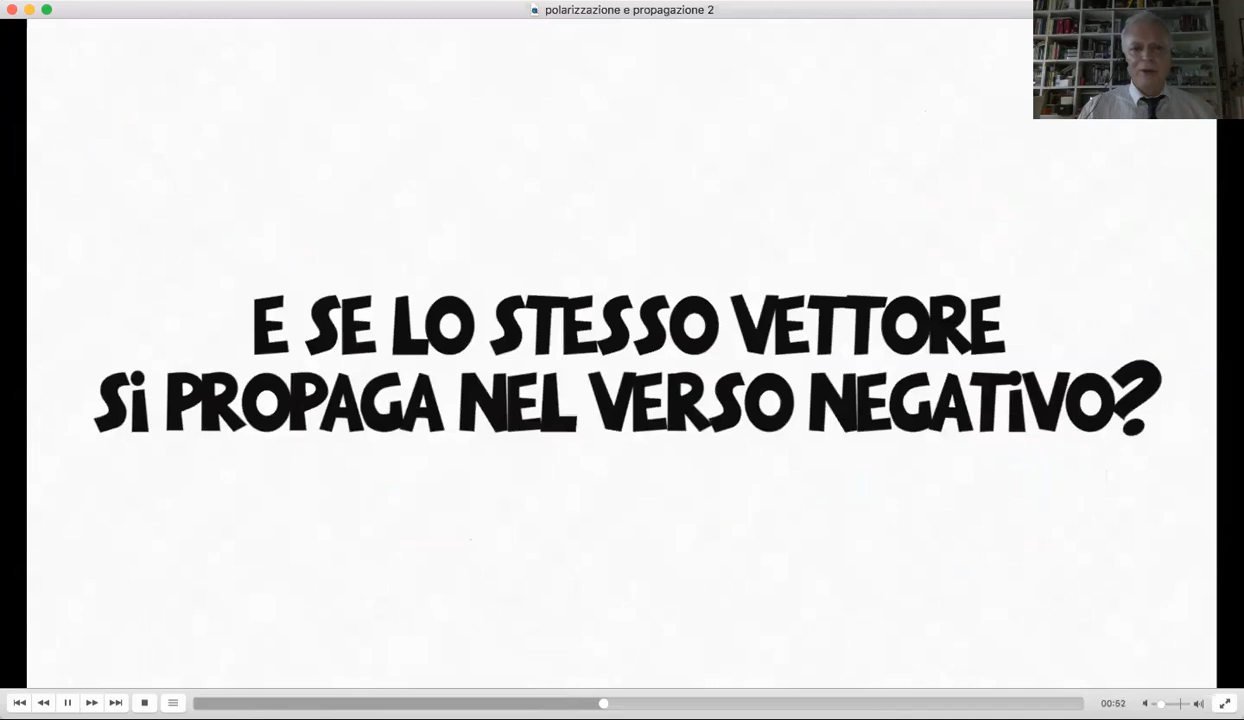 polarizzazione e propagazione 2
E SE LO STESSO VETTORE
Si PROPAGA NEL VERSO NEGATiVO?
00:52